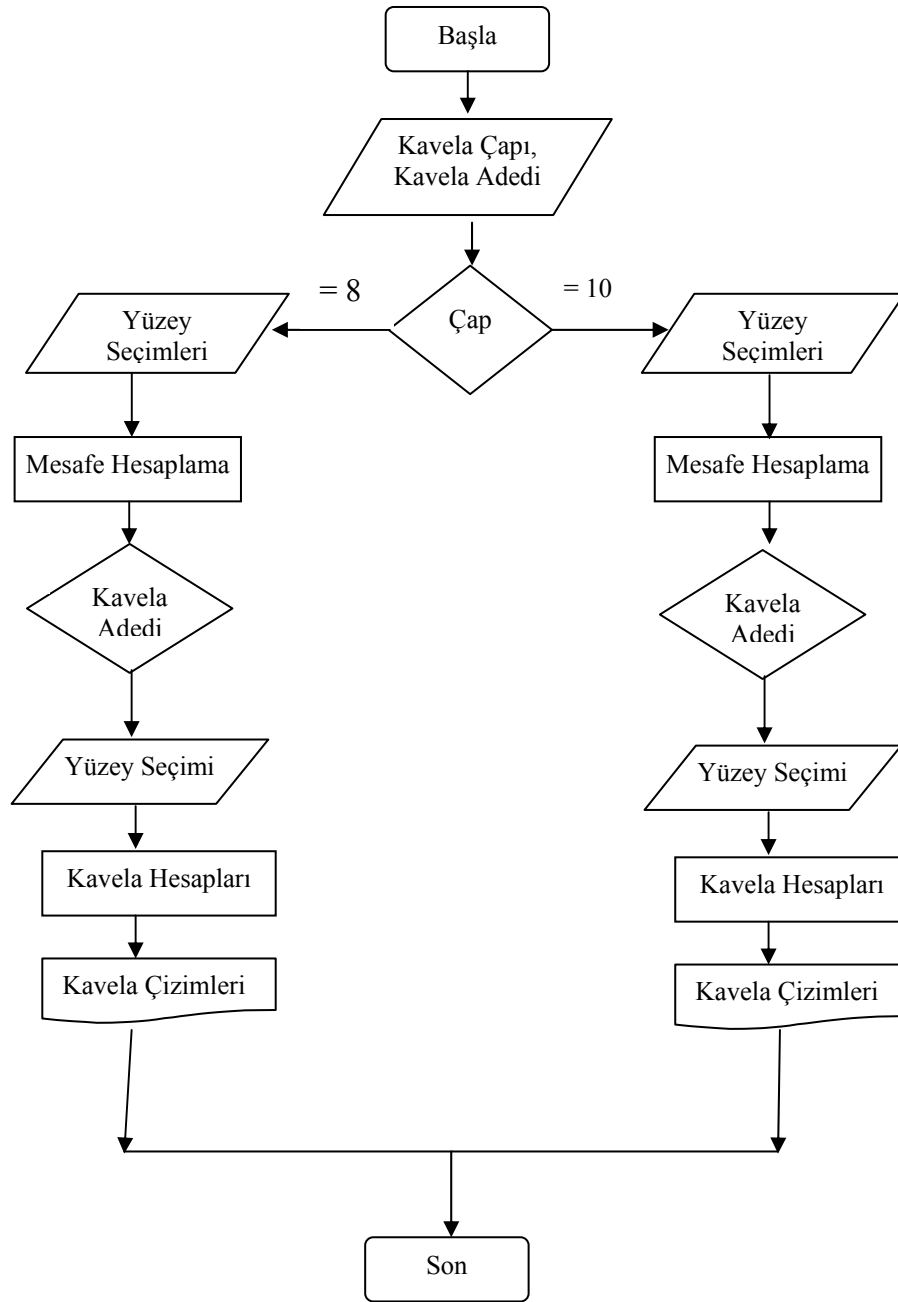 Başla
Kavela Çapı,
Kavela Adedi
= 8
Çap
= 10
Yüzey
Seçimleri
Mesafe Hesaplama
Kavela
Adedi
Yüzey Seçimi
Kavela Hesapları
Kavela Çizimleri
Yüzey
Seçimleri
Mesafe Hesaplama
Kavela
Adedi
Yüzey Seçimi
Kavela Hesapları
Kavela Çizimleri
Son